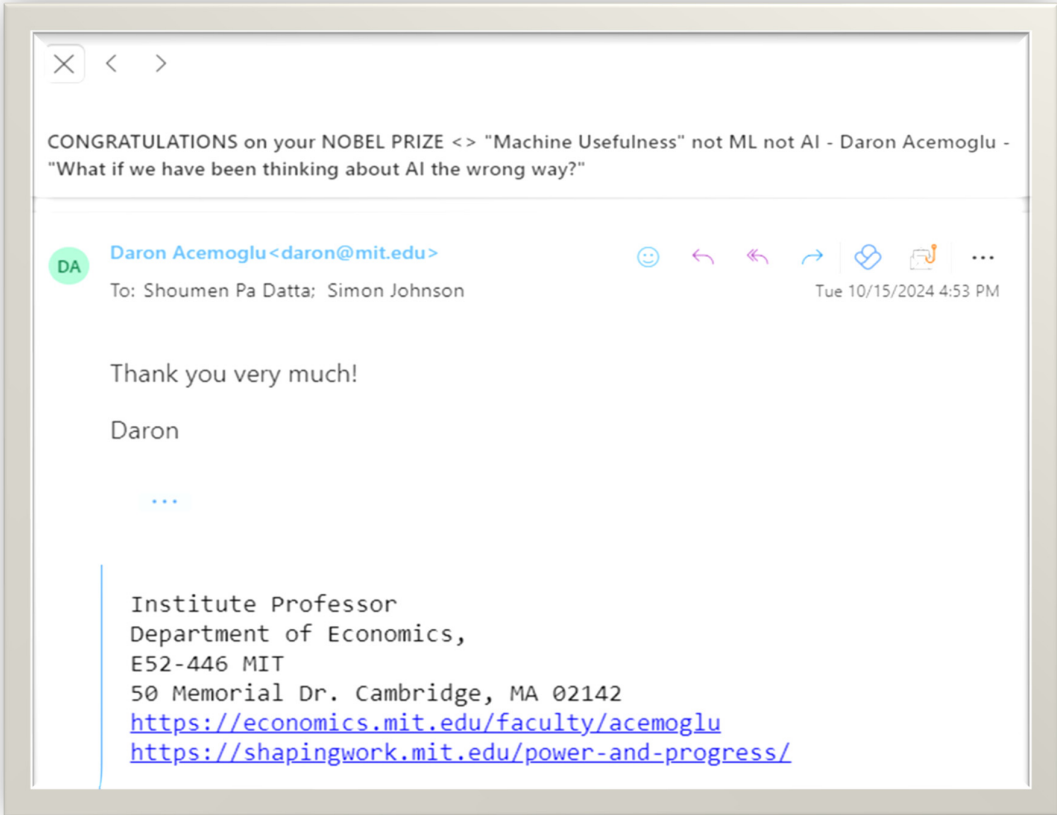 CONGRATULATIONS on your NOBEL PRIZE <> "Machine Usefulness" not ML not AI - Daron Acemoglu -
"What if we have been thinking about AI the wrong way?"
DA
Daron Acemoglu<daron@mit.edu>
To: Shoumen Pa Datta; Simon Johnson
Tue 10/15/2024 4:53 PM
Thank you very much!
Daron
...
Institute Professor
Department of Economics,
E52-446 MIT
50 Memorial Dr. Cambridge, MA 02142
https://economics.mit.edu/faculty/acemoglu
https://shapingwork.mit.edu/power-and-progress/